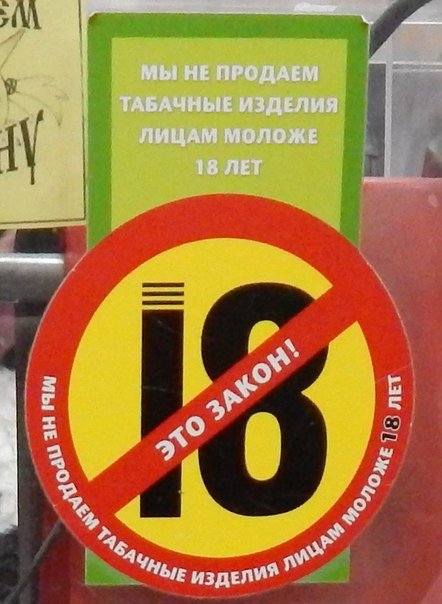 МЫ НЕ ПРОДАЕМ
ТАБАЧНЫЕ ИЗДЕЛИЯ
ЛИЦАМ МОЛОЖЕ
18 ЛЕТ
18
ЭТО ЗАКОН!
МЫ НЕ ПРОДАЕМ ТАБАЧНЫЕ ИЗДЕЛИЯ ЛИЦАМ МОЛОЖЕ 18 ЛЕТ